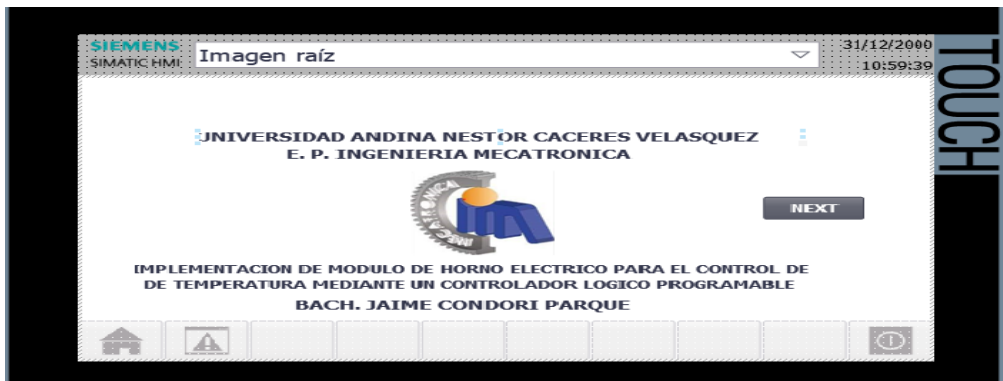 SIEMENS
SIMATIC HMI
Imagen raíz
31/12/2000
10:59:39
TOUCH
UNIVERSIDAD ANDINA NESTOR CACERES VELASQUEZ
E. P. INGENIERIA MECATRONICA
NEXT
IMPLEMENTACION DE MODULO DE HORNO ELECTRICO PARA EL CONTROL DE
DE TEMPERATURA MEDIANTE UN CONTROLADOR LOGICO PROGRAMABLE
BACH. JAIME CONDORI PARQUE